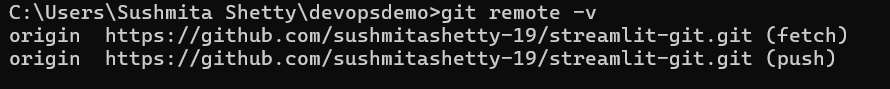 C:\Users\Sushmita Shetty\devopsdemo>git remote -v
origin  https://github.com/sushmitashetty-19/streamlit-git.git (fetch)
origin  https://github.com/sushmitashetty-19/streamlit-git.git (push)